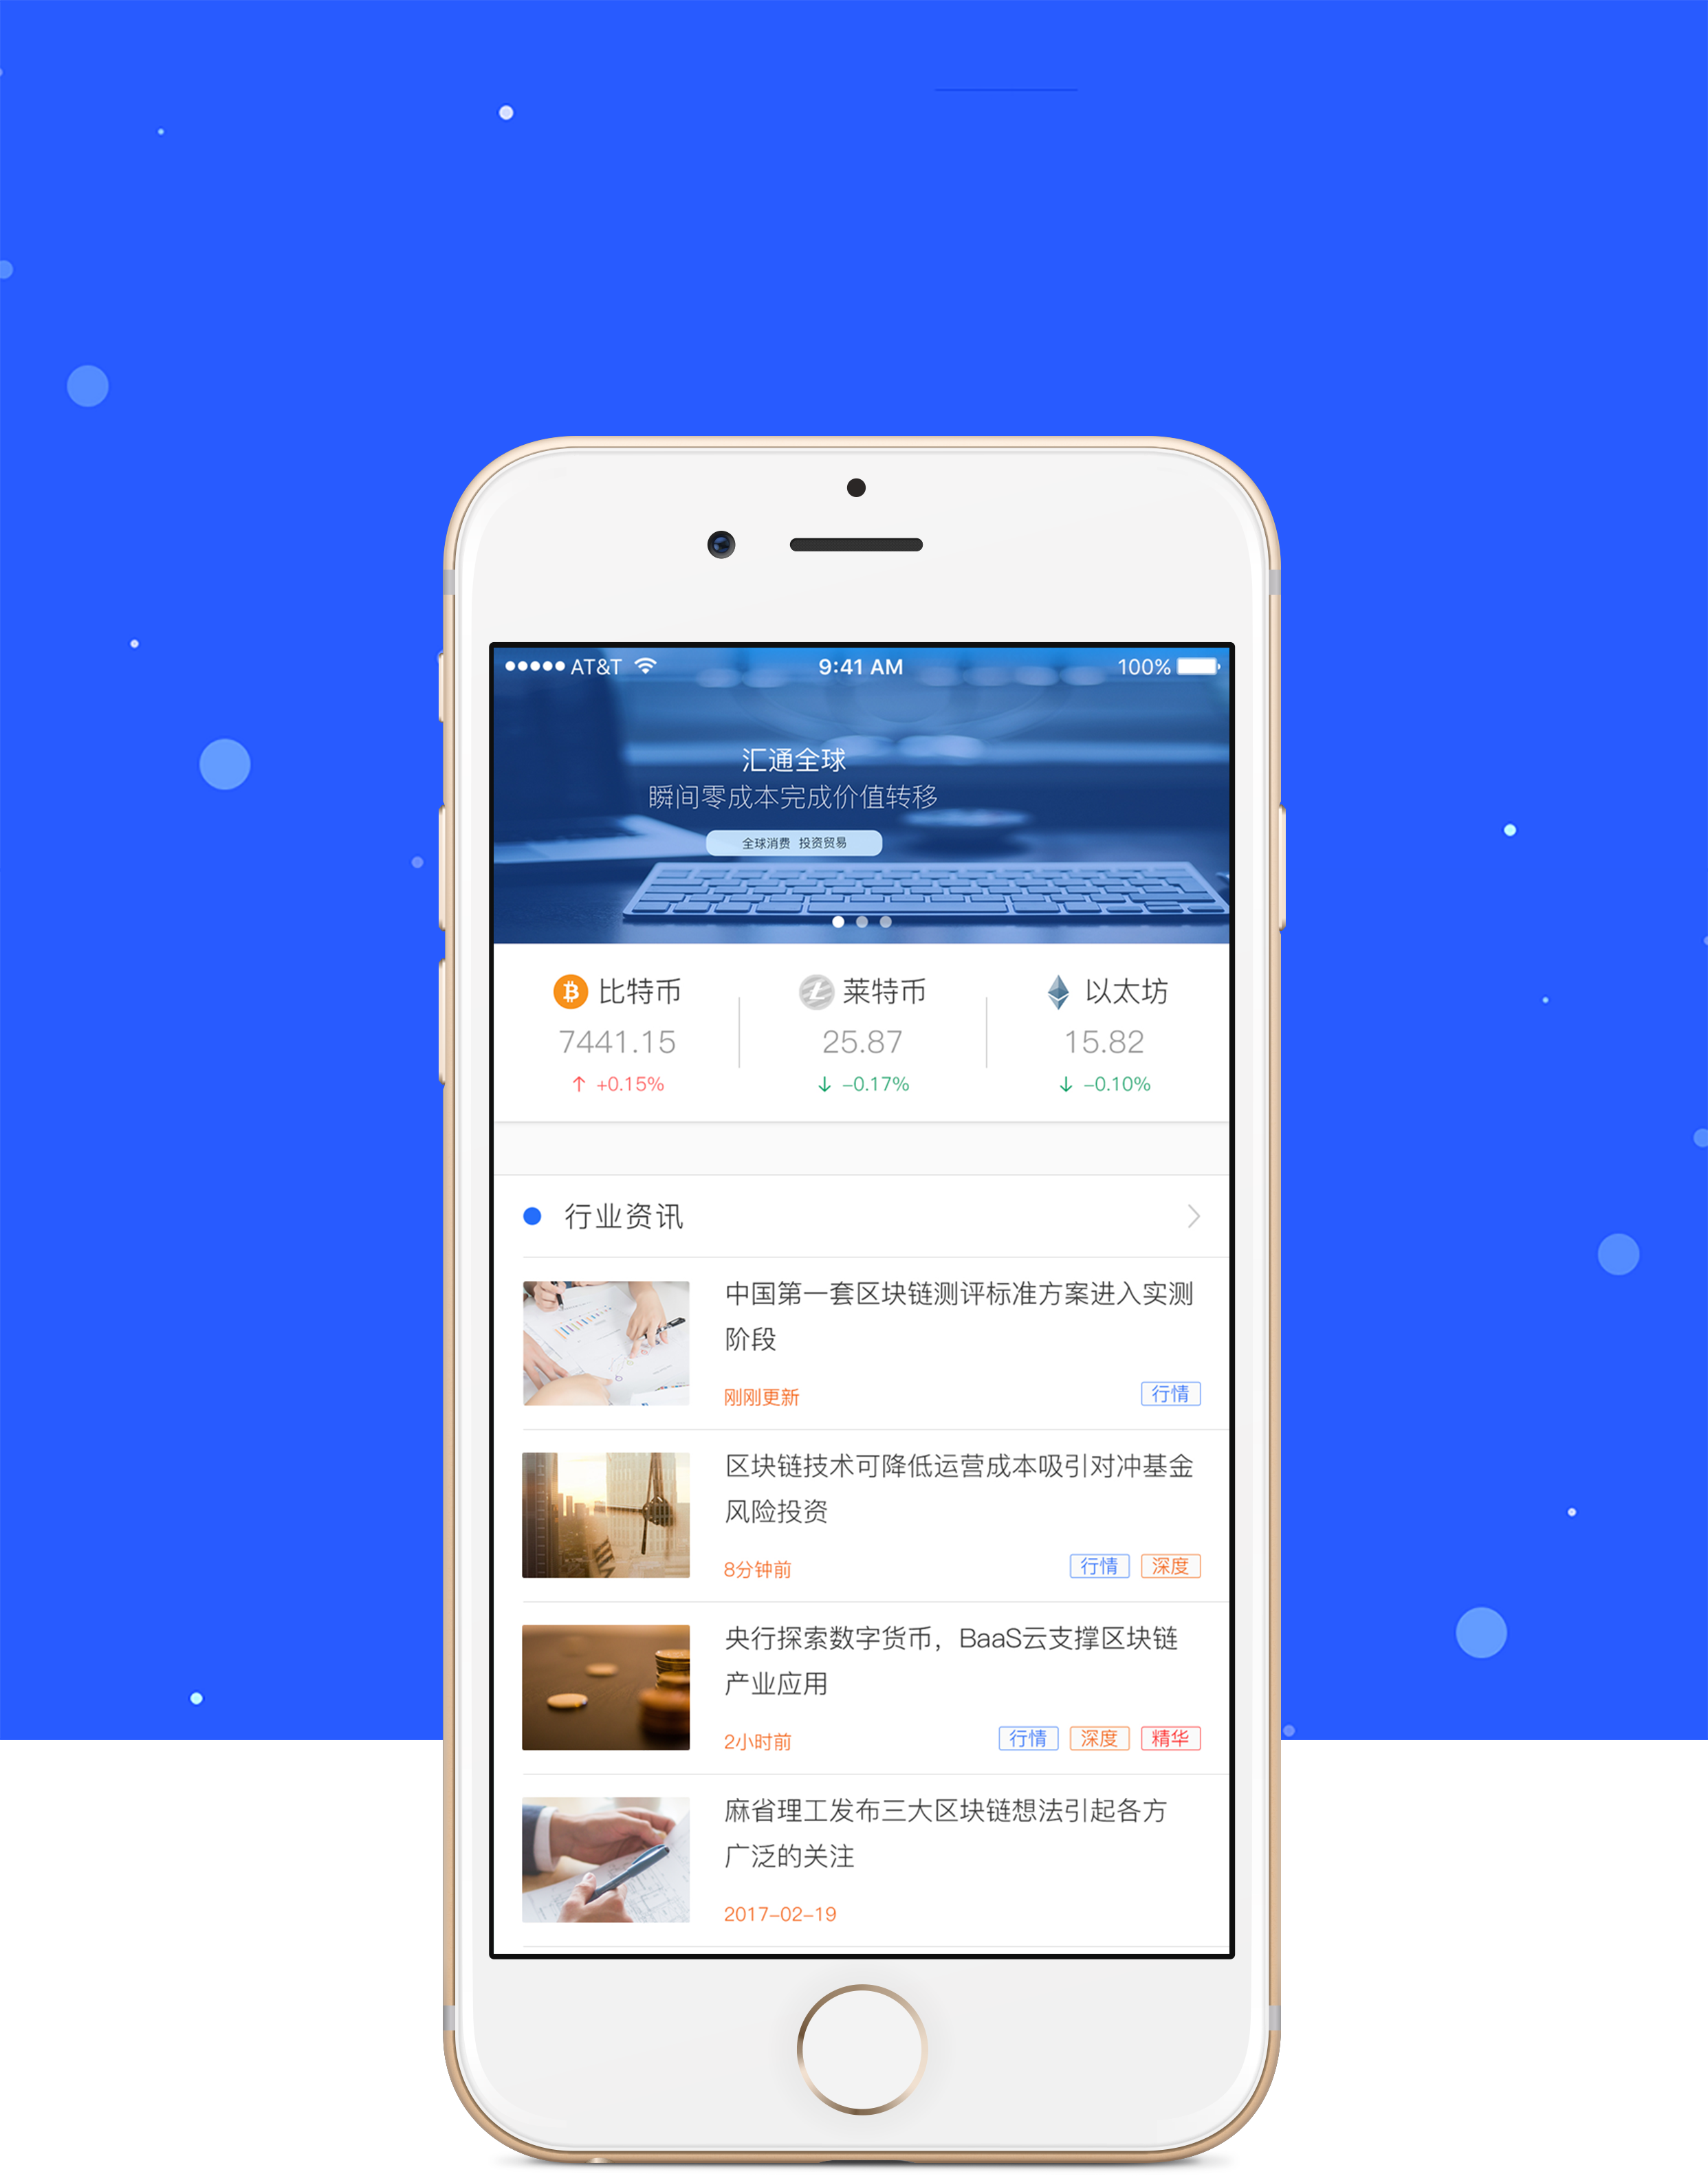 AT&T
9:41 AM
100%
汇通全球
瞬间零成本完成价值转移
全球消费 投资贸易
比特币
7441.15
↑ +0.15%
莱特币
25.87
↓ -0.17%
以太坊
15.82
↓ -0.10%
行业资讯
中国第一套区块链测评标准方案进入实测
阶段
刚刚更新
行情
区块链技术可降低运营成本吸引对冲基金
风险投资
8分钟前
行情 深度
央行探索数字货币，BaaS云支撑区块链
产业应用
2小时前
行情 深度 精华
麻省理工发布三大区块链想法引起各方
广泛的关注
2017-02-19